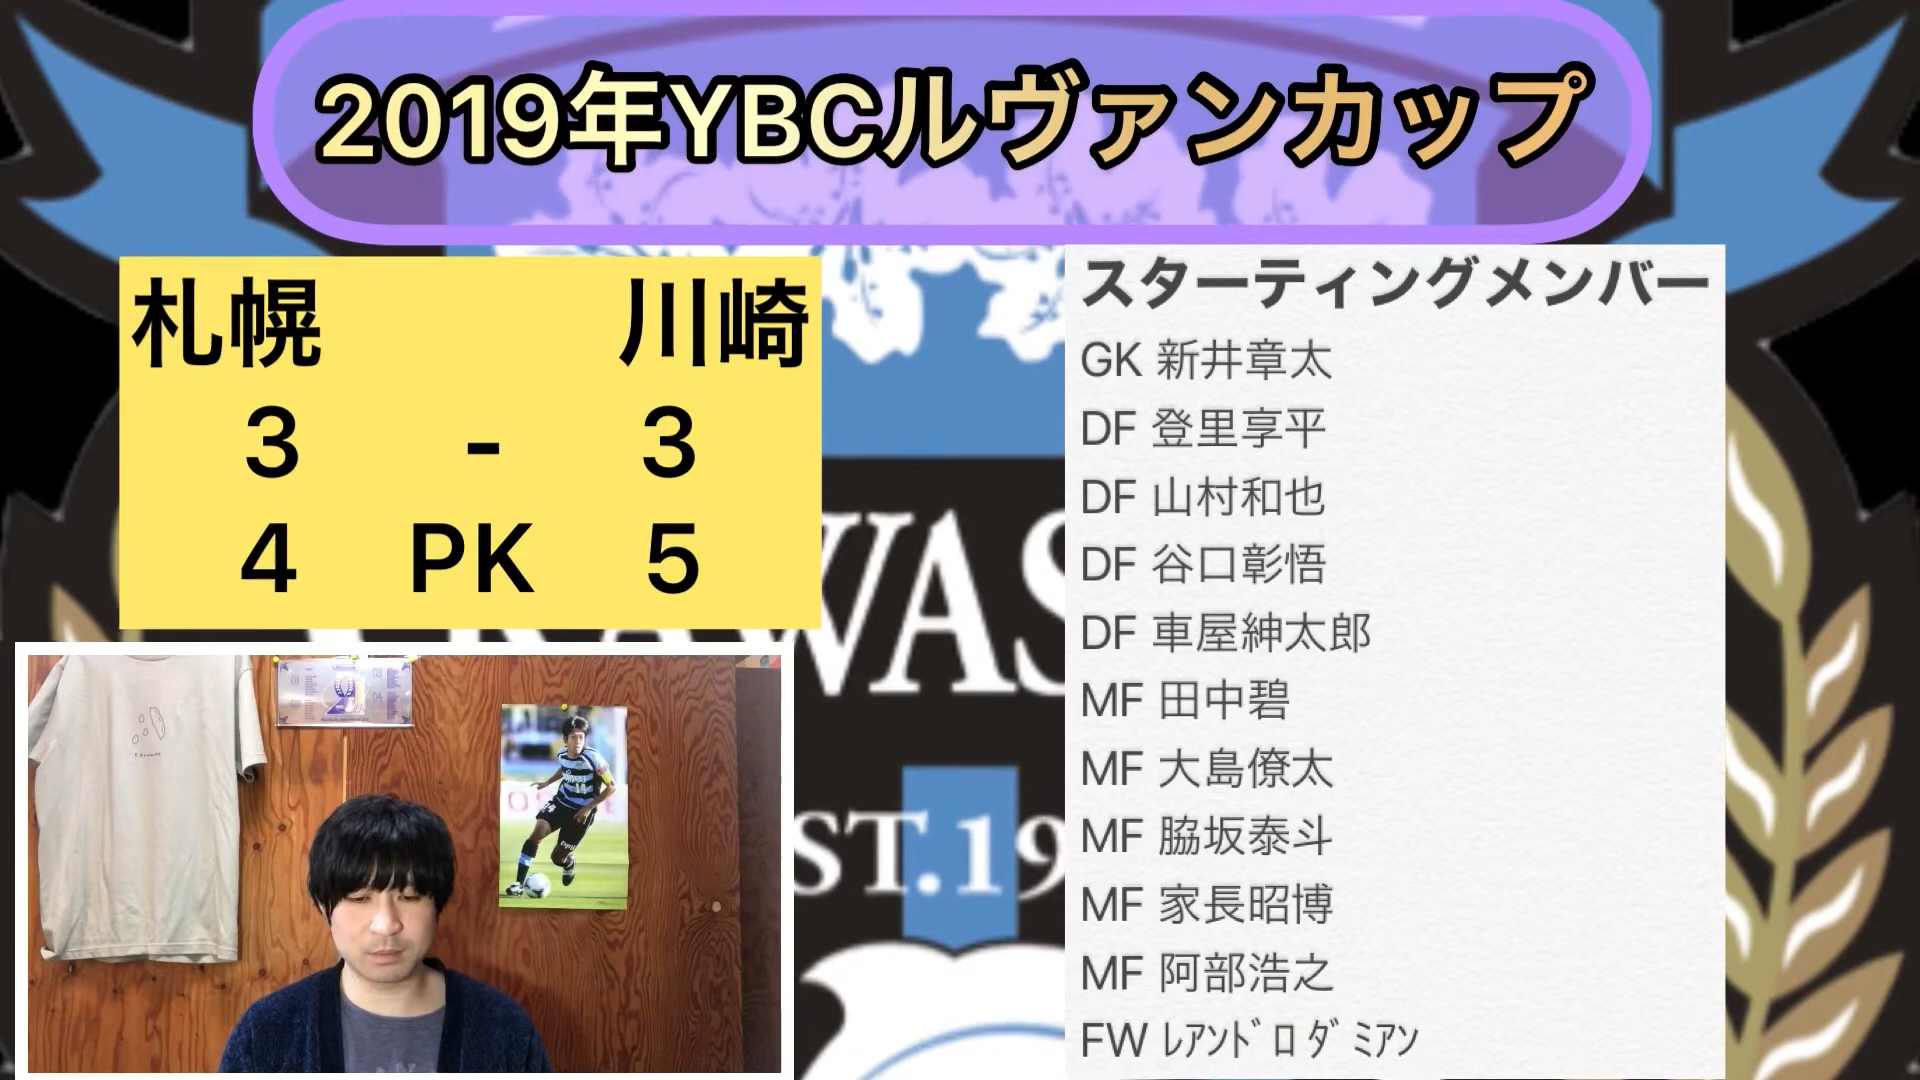 2019年YBCルヴァンカップ
札幌 川崎
3 - 3
4 PK 5
スターティングメンバー
GK 新井章太
DF 登里享平
DF 山村和也
DF 谷口彰悟
DF 車屋紳太郎
MF 田中碧
MF 大島僚太
MF 脇坂泰斗
MF 家長昭博
MF 阿部浩之
FW ﾚｱﾝﾄﾞﾛ ﾀﾞﾐｱﾝ
WAS
ST.19